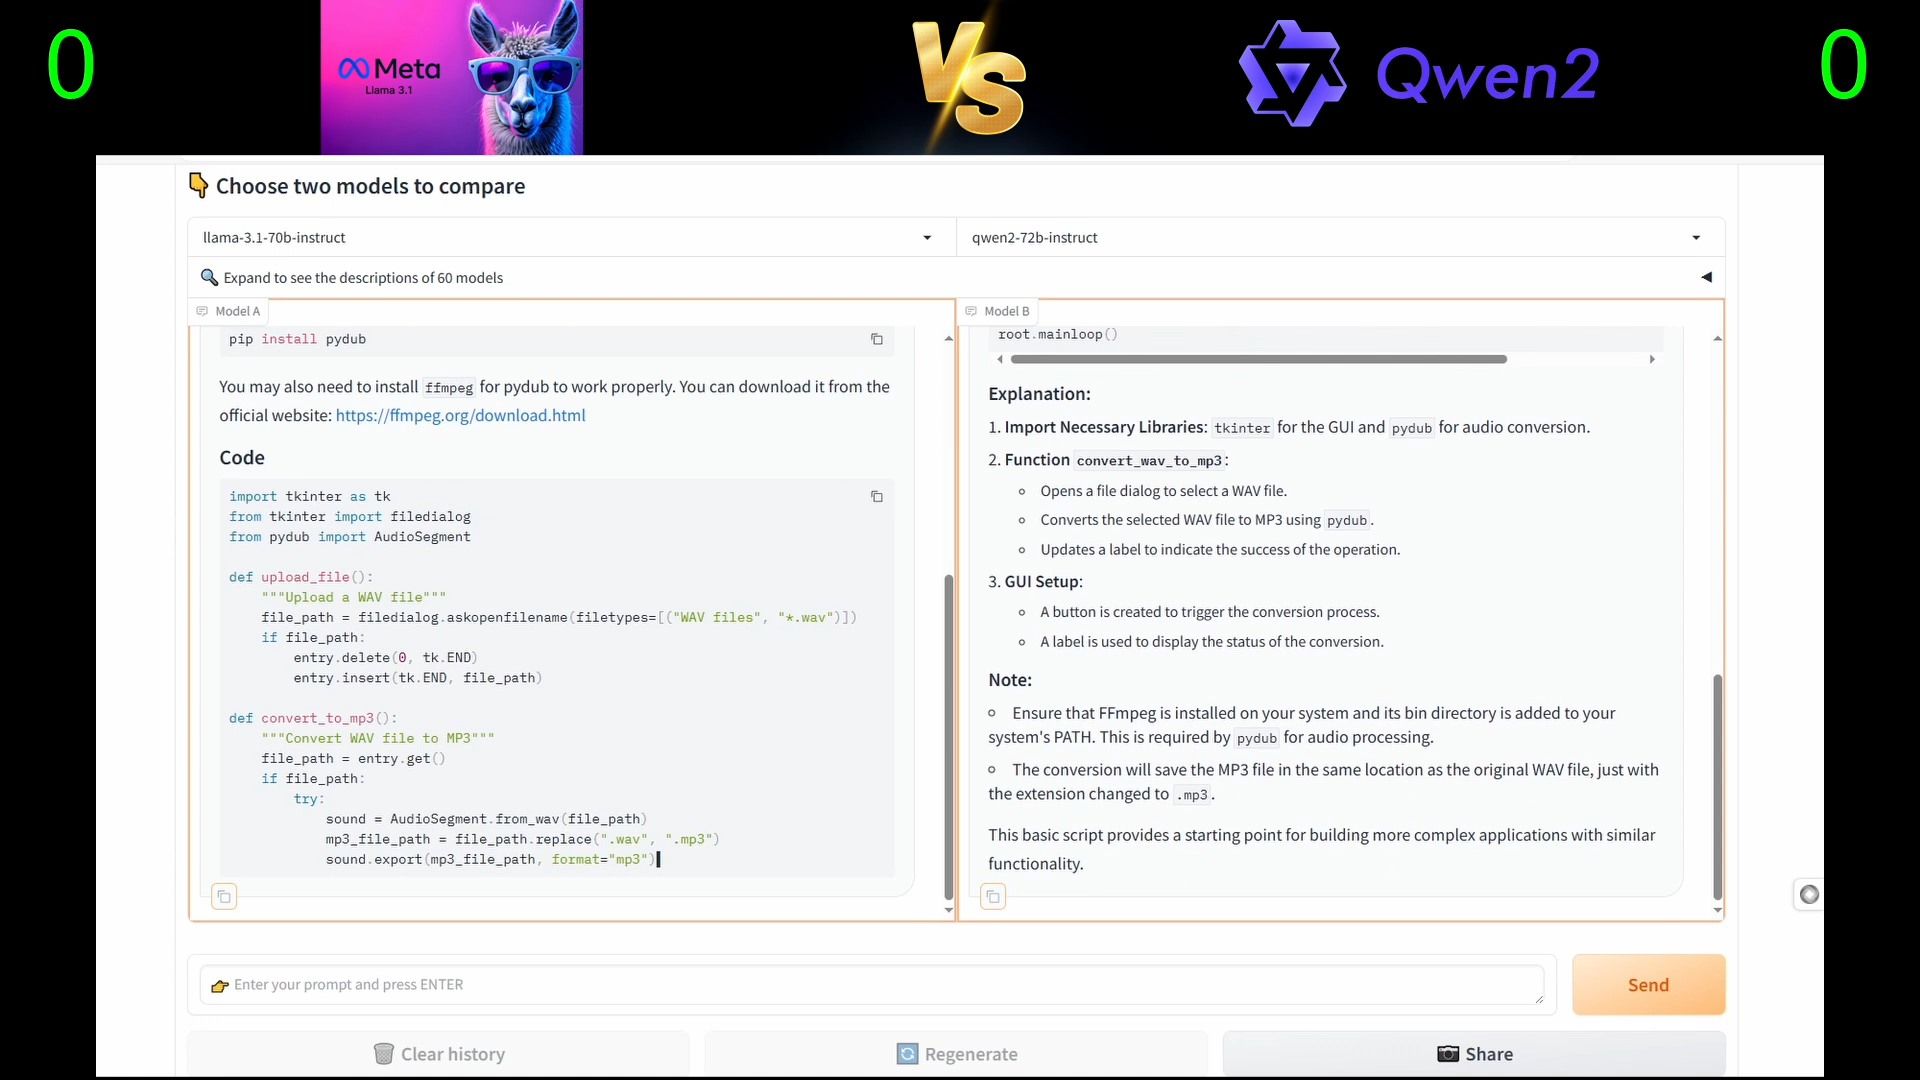 0
Meta
Llama 3.1
VS
Qwen2
0
Choose two models to compare
llama-3.1-70b-instruct
qwen2-72b-instruct
Expand to see the descriptions of 60 models
Model A
pip install pydub
You may also need to install ffmpeg for pydub to work properly. You can download it from the
official website: https://ffmpeg.org/download.html
Code
import tkinter as tk
from tkinter import filedialog
from pydub import AudioSegment
def upload_file():
"""Upload a WAV file"""
file_path = filedialog.askopenfilename(filetypes=[("WAV files", "*.wav")])
if file_path:
entry.delete(0, tk.END)
entry.insert(tk.END, file_path)
def convert_to_mp3():
"""Convert WAV file to MP3"""
file_path = entry.get()
if file_path:
try:
sound = AudioSegment.from_wav(file_path)
mp3_file_path = file_path.replace(".wav", ".mp3")
sound.export(mp3_file_path, format="mp3")
Model B
root.mainloop()
Explanation:
1. Import Necessary Libraries: tkinter for the GUI and pydub for audio conversion.
2. Function convert_wav_to_mp3:
Opens a file dialog to select a WAV file.
Converts the selected WAV file to MP3 using pydub.
Updates a label to indicate the success of the operation.
3. GUI Setup:
A button is created to trigger the conversion process.
A label is used to display the status of the conversion.
Note:
Ensure that FFmpeg is installed on your system and its bin directory is added to your
system's PATH. This is required by pydub for audio processing.
The conversion will save the MP3 file in the same location as the original WAV file, just with
the extension changed to .mp3.
This basic script provides a starting point for building more complex applications with similar
functionality.
Enter your prompt and press ENTER
Send
Clear history
Regenerate
Share